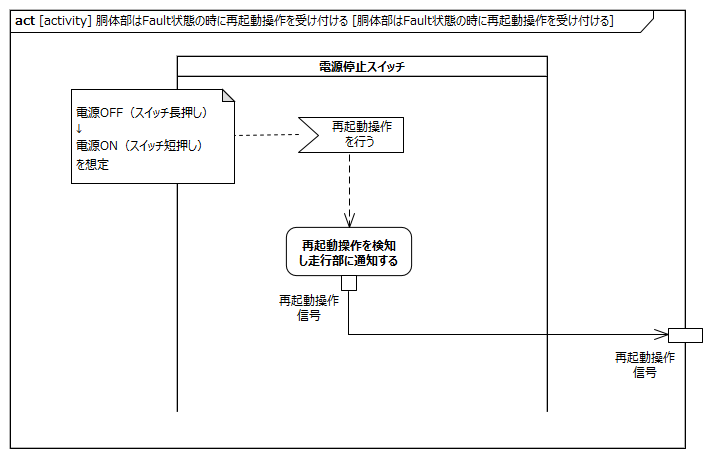 act [activity] 胴体部はFault状態の時に再起動操作を受け付ける [胴体部はFault状態の時に再起動操作を受け付ける]
電源停止スイッチ
電源OFF（スイッチ長押し）
↓
電源ON（スイッチ短押し）
を想定
再起動操作
を行う
再起動操作を検知
し走行部に通知する
再起動操作
信号
再起動操作
信号